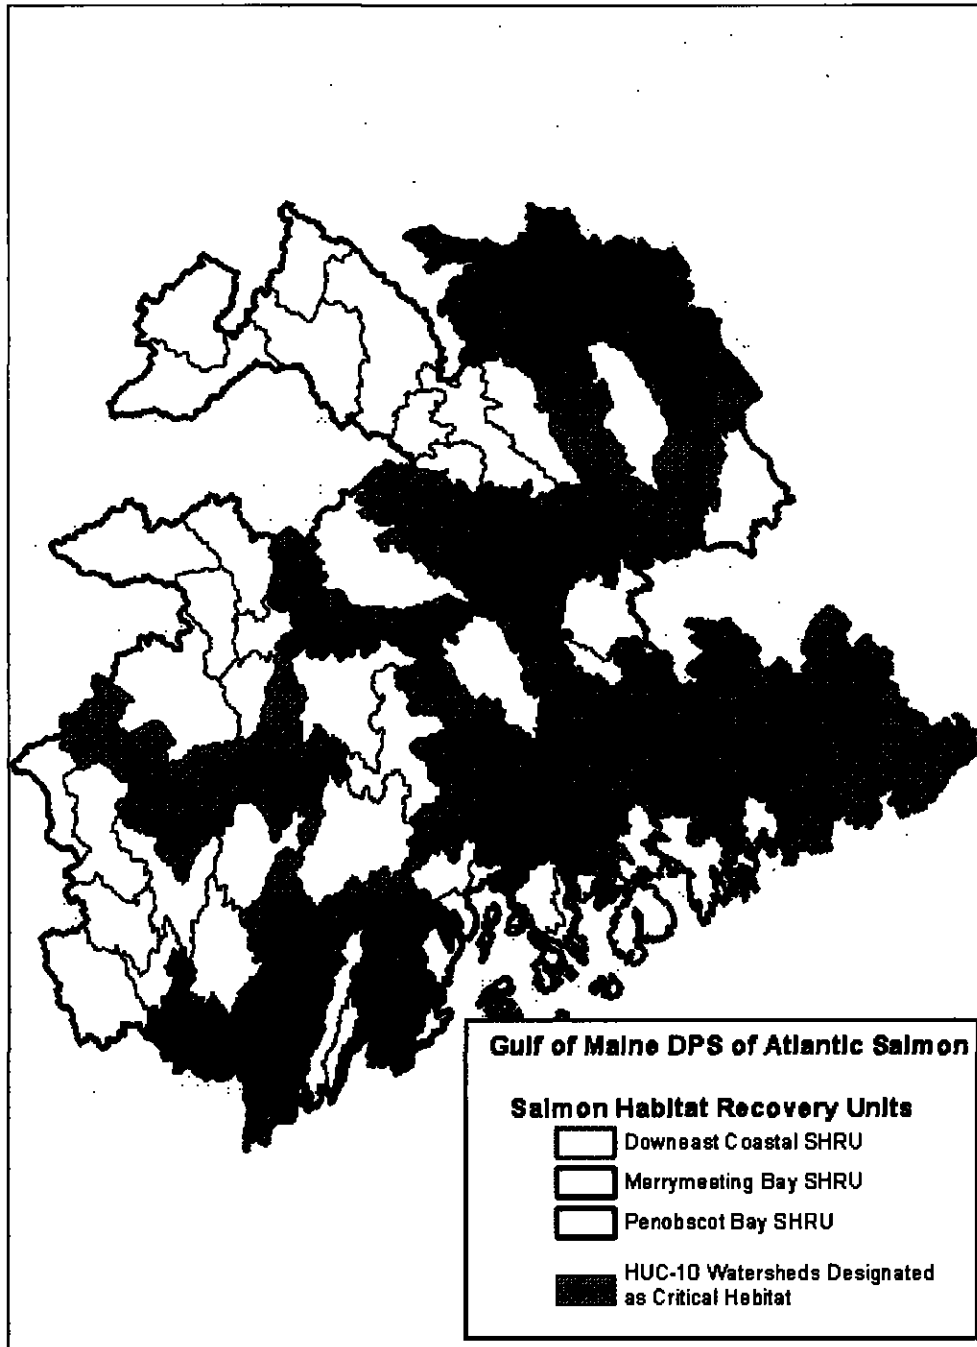 Gulf of Maine DPS of Atlantic Salmon
Salmon Habitat Recovery Units
Downeast Coastal SHRU
Merrymeeting Bay SHRU
Penobscot Bay SHRU
HUC-10 Watersheds Designated
as Critical Habitat